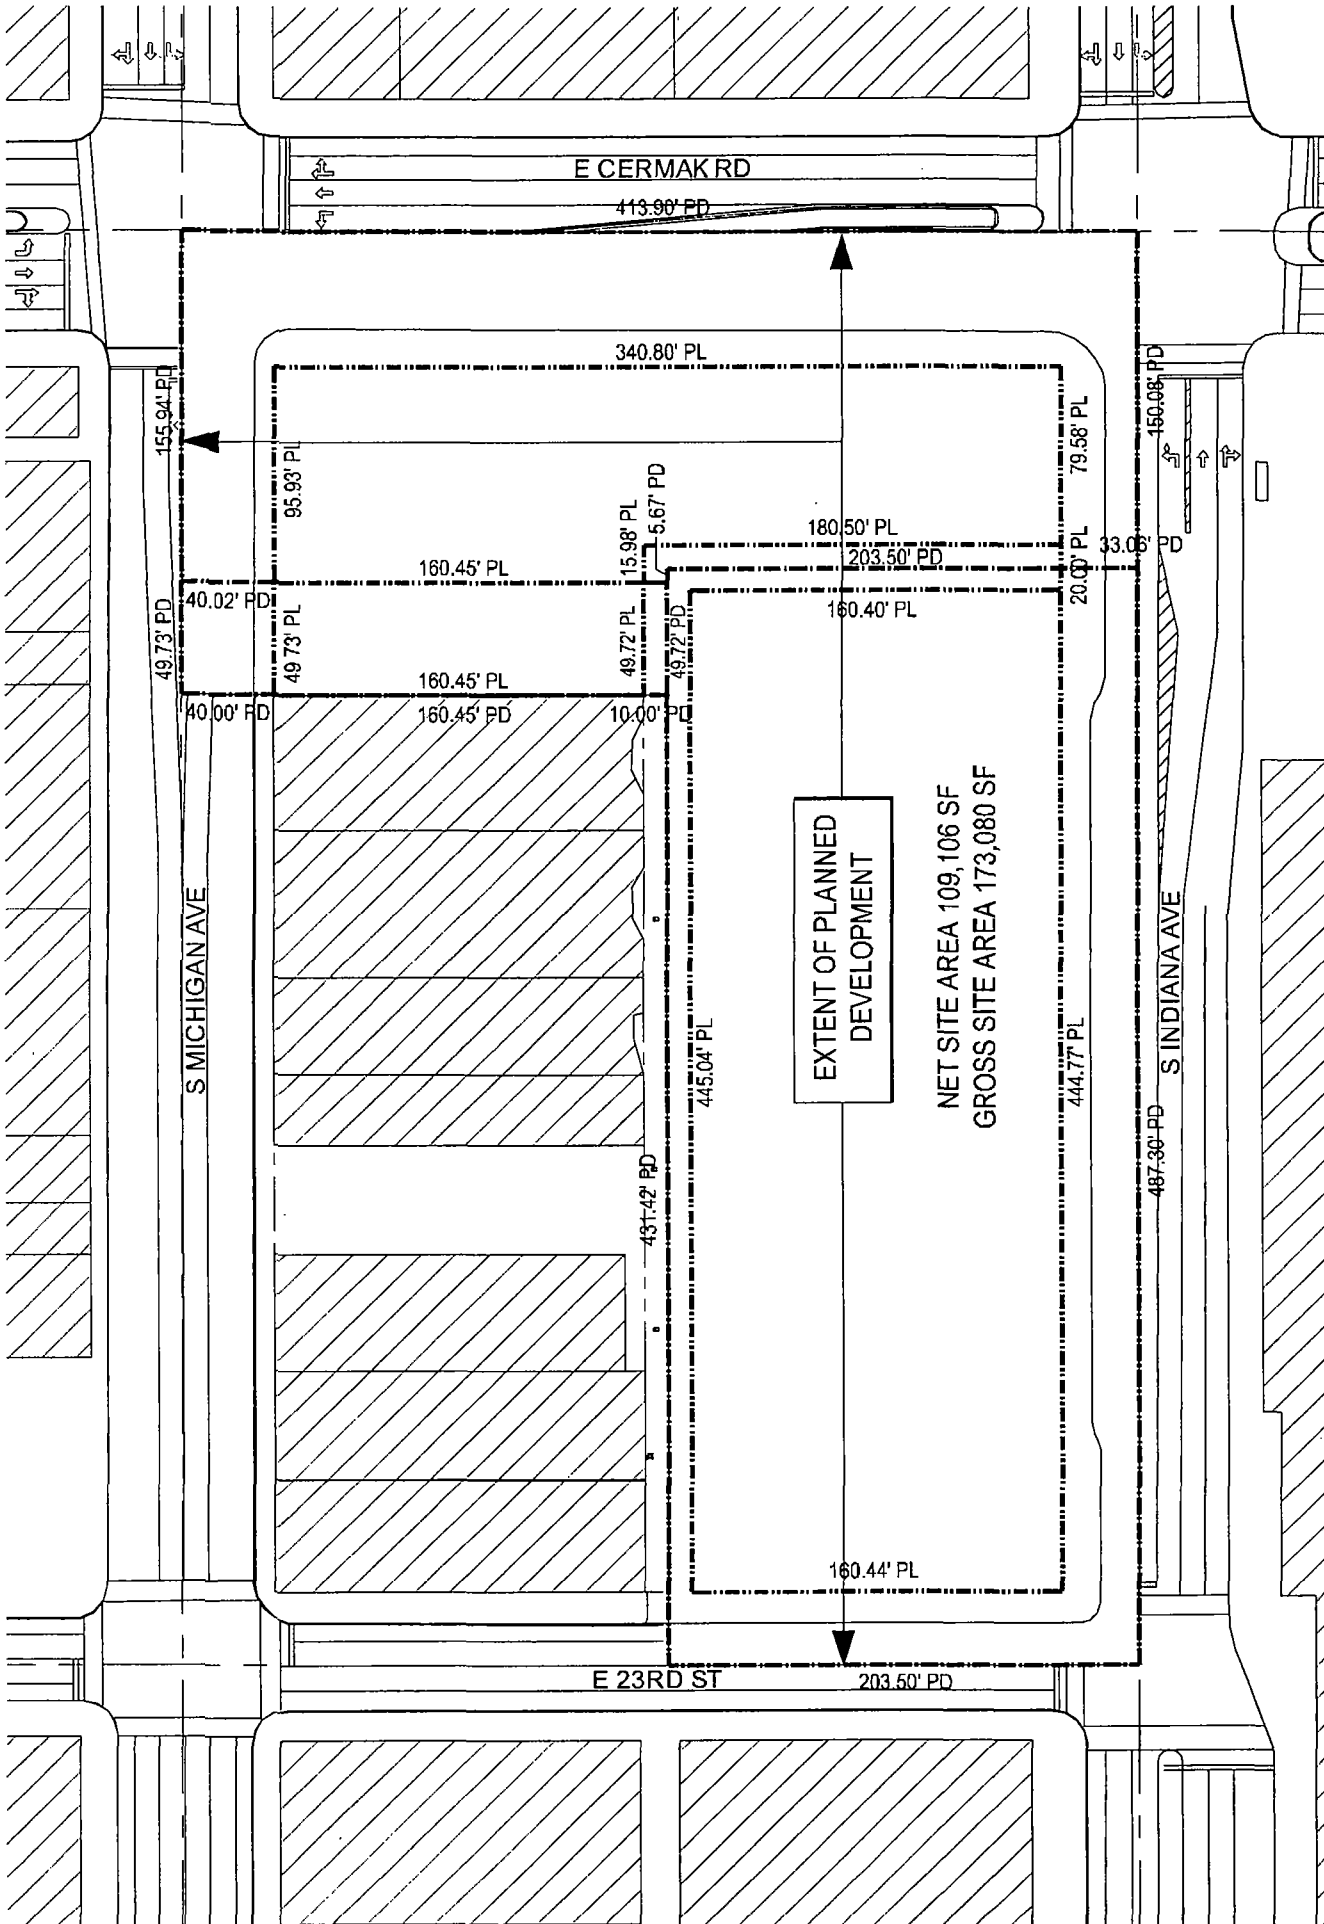 E CERMAK RD
413.90' PD
340.80' PL
155.94' PD
150.08' PD
95.93' PL
79.58' PL
15.98' PL
5.67' PD
180.50' PL
33.06' PD
203.50' PD
160.45' PL
20.00' PL
40.02' PD
160.40' PL
49.73' PD
49 73' PL
49.72' PL
49.72' PD
160.45' PL
40.00' PD
160.45' PD
10.00' PD
EXTENT OF PLANNED
DEVELOPMENT
NET SITE AREA 109,106 SF
GROSS SITE AREA 173,080 SF
S MICHIGAN AVE
S INDIANA AVE
445.04' PL
444.77' PL
431.42' PD
487.30' PD
160.44' PL
E 23RD ST
203.50' PD